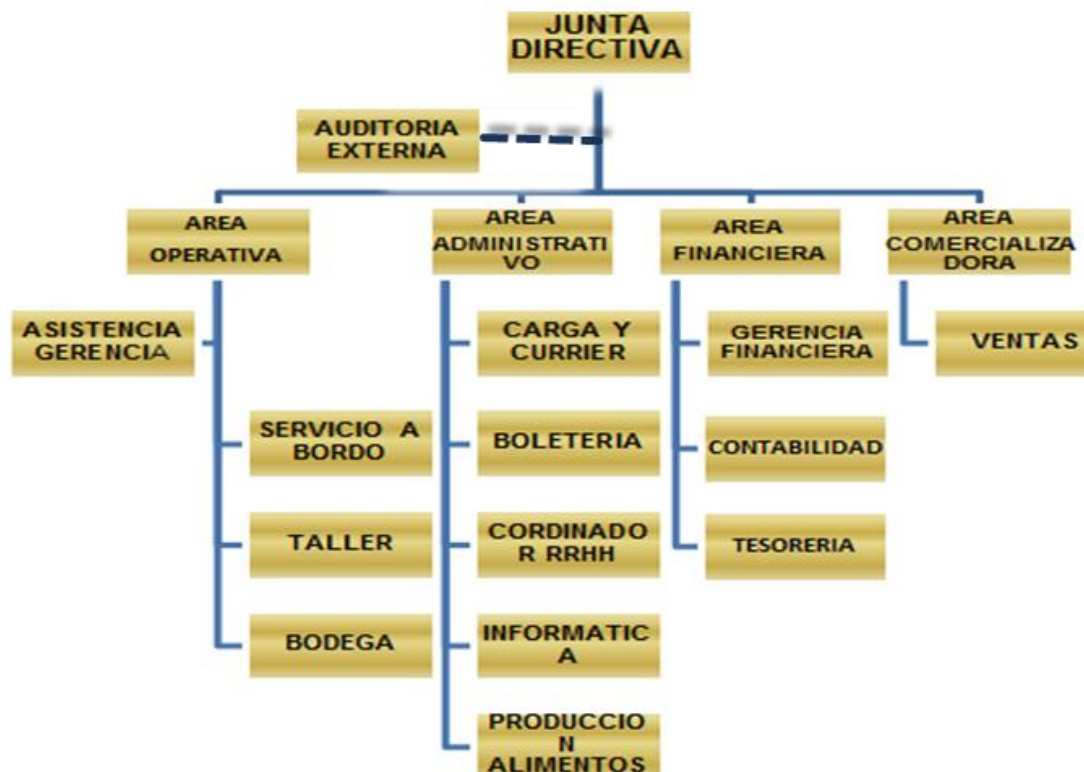 JUNTA
DIRECTIVA
AUDITORIA
EXTERNA
AREA
OPERATIVA
AREA
ADMINISTRATI
VO
AREA
FINANCIERA
AREA
COMERCIALIZA
DORA
ASISTENCIA
GERENCIA
SERVICIO A
BORDO
TALLER
BODEGA
CARGA Y
CURRIER
BOLETERIA
CORDINADO
R RRHH
INFORMATIC
A
PRODUCCION
N
ALIMENTOS
GERENCIA
FINANCIERA
CONTABILIDAD
TESORERIA
VENTAS